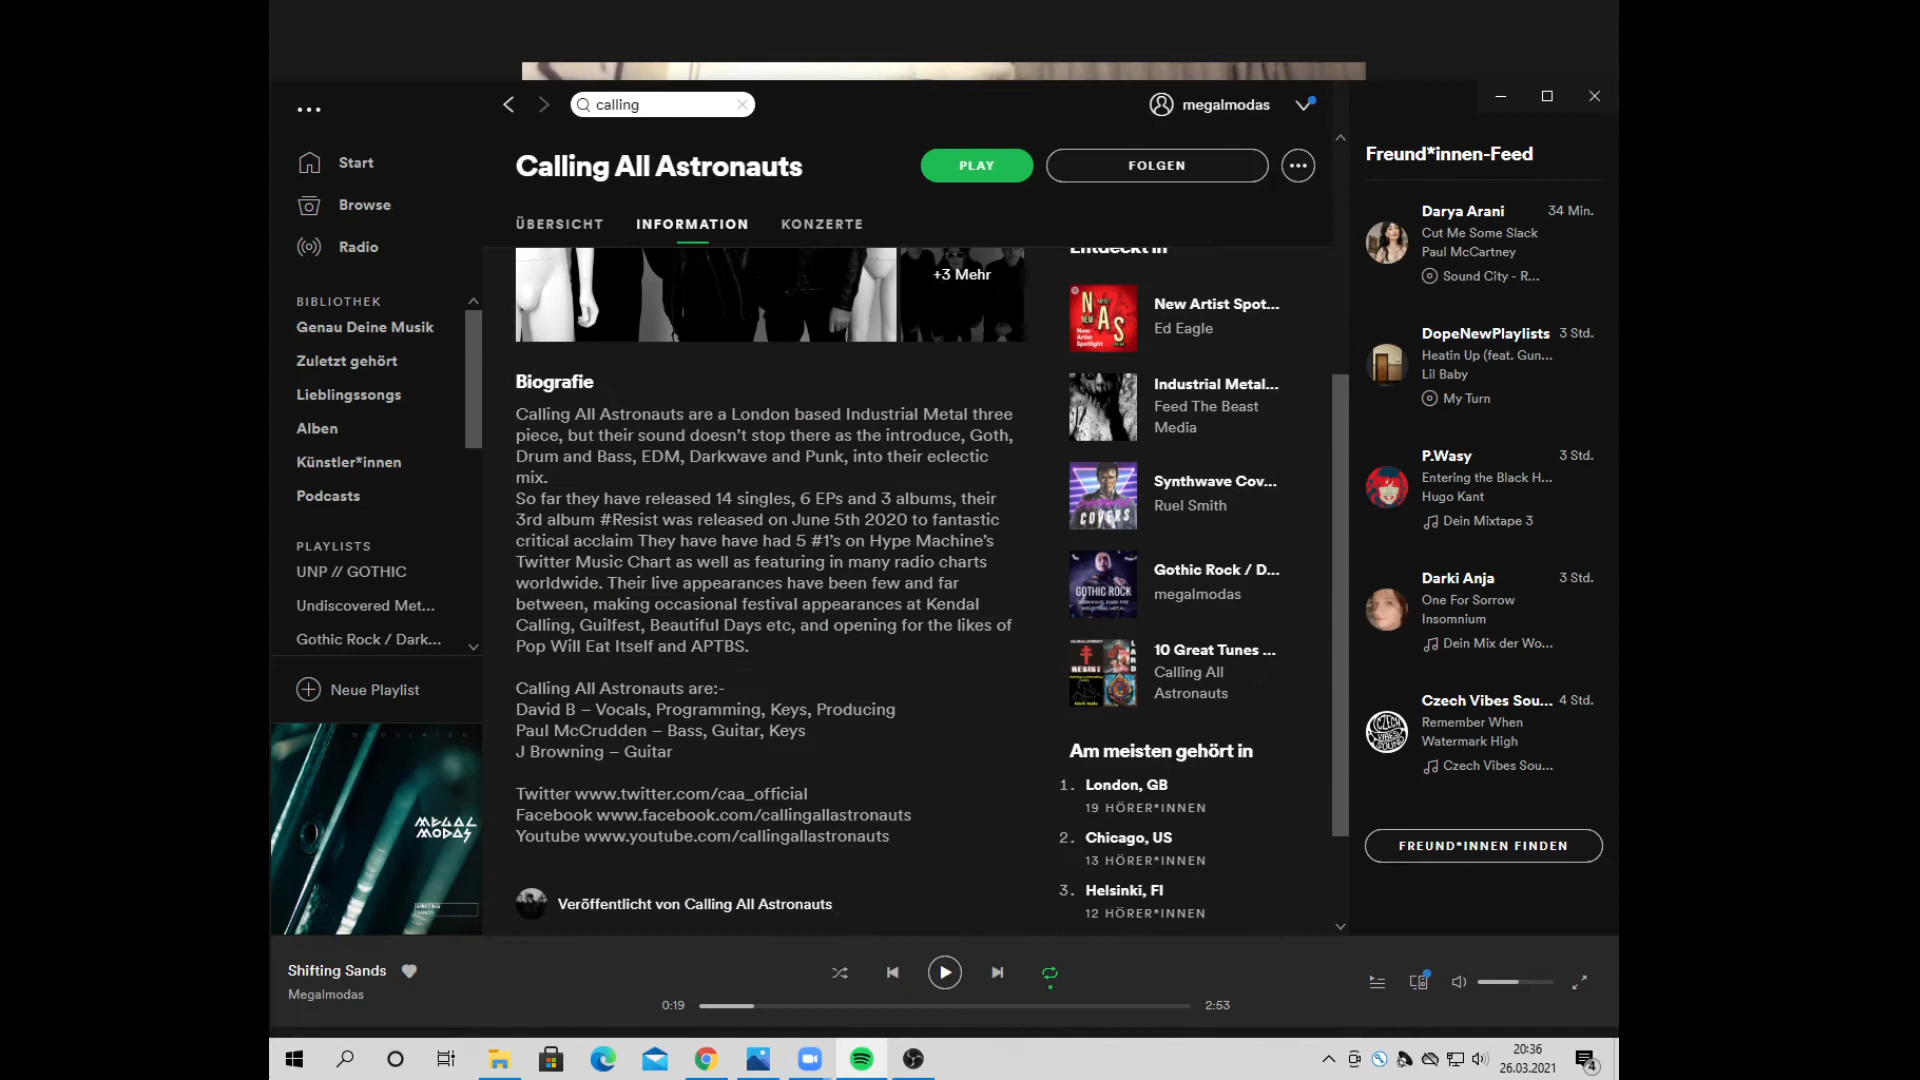 calling
megalmodas
Calling All Astronauts
PLAY
FOLGEN
ÜBERSICHT
INFORMATION
KONZERTE
Start
Browse
Radio
BIBLIOTHEK
Genau Deine Musik
Zuletzt gehört
Lieblingssongs
Alben
Künstler*innen
Podcasts
PLAYLISTS
UNP // GOTHIC
Undiscovered Met...
Gothic Rock / Dark...
Neue Playlist
MEGAL
MODAS
+3 Mehr
Biografie
Calling All Astronauts are a London based Industrial Metal three
piece, but their sound doesn't stop there as the introduce, Goth,
Drum and Bass, EDM, Darkwave and Punk, into their eclectic
mix.
So far they have released 14 singles, 6 EPs and 3 albums, their
3rd album #Resist was released on June 5th 2020 to fantastic
critical acclaim They have have had 5 #1's on Hype Machine's
Twitter Music Chart as well as featuring in many radio charts
worldwide. Their live appearances have been few and far
between, making occasional festival appearances at Kendal
Calling, Guilfest, Beautiful Days etc, and opening for the likes of
Pop Will Eat Itself and APTBS.
Calling All Astronauts are:-
David B – Vocals, Programming, Keys, Producing
Paul McCrudden – Bass, Guitar, Keys
J Browning – Guitar
Twitter www.twitter.com/caa_official
Facebook www.facebook.com/callingallastronauts
Youtube www.youtube.com/callingallastronauts
Veröffentlicht von Calling All Astronauts
Entdeckt in
NAS
New Artist Spotlight
New Artist Spot...
Ed Eagle
Industrial Metal...
Feed The Beast
Media
COVERS
Synthwave Cov...
Ruel Smith
GOTHIC ROCK
Gothic Rock / D...
megalmodas
RESIST
10 Great Tunes ...
Calling All
Astronauts
Am meisten gehört in
1. London, GB
19 HÖRER*INNEN
2. Chicago, US
13 HÖRER*INNEN
3. Helsinki, FI
12 HÖRER*INNEN
Freund*innen-Feed
Darya Arani 34 Min.
Cut Me Some Slack
Paul McCartney
Sound City - R...
DopeNewPlaylists 3 Std.
Heatin Up (feat. Gun...
Lil Baby
My Turn
P.Wasy 3 Std.
Entering the Black H...
Hugo Kant
Dein Mixtape 3
Darki Anja 3 Std.
One For Sorrow
Insomnium
Dein Mix der Wo...
Czech Vibes Sou... 4 Std.
Remember When
Watermark High
Czech Vibes Sou...
CZECH VIBES SOUND
FREUND*INNEN FINDEN
Shifting Sands
Megalmodas
0:19
2:53
20:36
26.03.2021
4